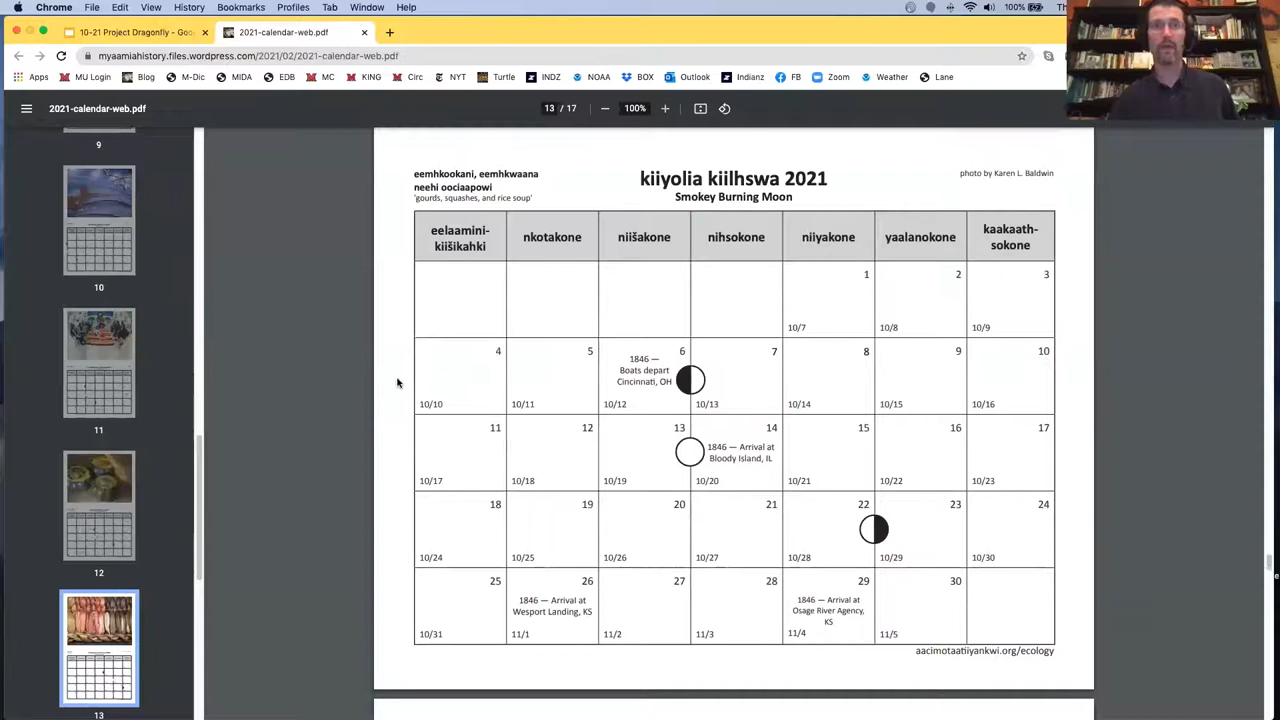 Chrome File Edit View History Bookmarks Profiles Tab Window Help 100% Th
10-21 Project Dragonfly - Goo
2021-calendar-web.pdf
myaamiahistory.files.wordpress.com/2021/02/2021-calendar-web.pdf
Apps MU Login Blog M-Dic MIDA EDB MC KING Circ NYT Turtle INDZ NOAA BOX Outlook Indianz FB Zoom Weather Lane
2021-calendar-web.pdf 13 / 17 100%
9
10
11
12
13
eemhkookani, eemhkwaana
neehi oociaapowi
'gourds, squashes, and rice soup'
kiiyolia kiilhswa 2021
Smokey Burning Moon
photo by Karen L. Baldwin
eelaamini-
kiišikahki
nkotakone
niišakone
nihsokone
niiyakone
yaalanokone
kaakaath-
sokone
1 2 3
10/7 10/8 10/9
4 5 6 7 8 9 10
1846 —
Boats depart
Cincinnati, OH
10/10 10/11 10/12 10/13 10/14 10/15 10/16
11 12 13 14 15 16 17
1846 — Arrival at
Bloody Island, IL
10/17 10/18 10/19 10/20 10/21 10/22 10/23
18 19 20 21 22 23 24
10/24 10/25 10/26 10/27 10/28 10/29 10/30
25 26 27 28 29 30
1846 — Arrival at
Wesport Landing, KS
1846 — Arrival at
Osage River Agency,
KS
10/31 11/1 11/2 11/3 11/4 11/5
aacimotaatiiyankwi.org/ecology